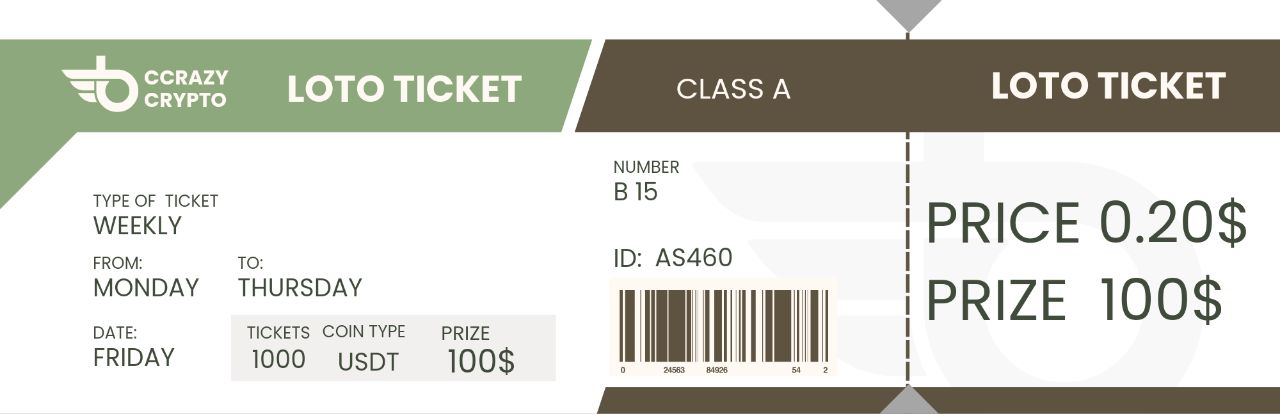 CCRAZY
CRYPTO
LOTO TICKET
CLASS A
LOTO TICKET
TYPE OF TICKET
WEEKLY
FROM: TO:
MONDAY THURSDAY
DATE:
FRIDAY
TICKETS COIN TYPE PRIZE
1000 USDT 100$
NUMBER
B 15
ID: AS460
0 24563 84926 54 2
PRICE 0.20$
PRIZE 100$